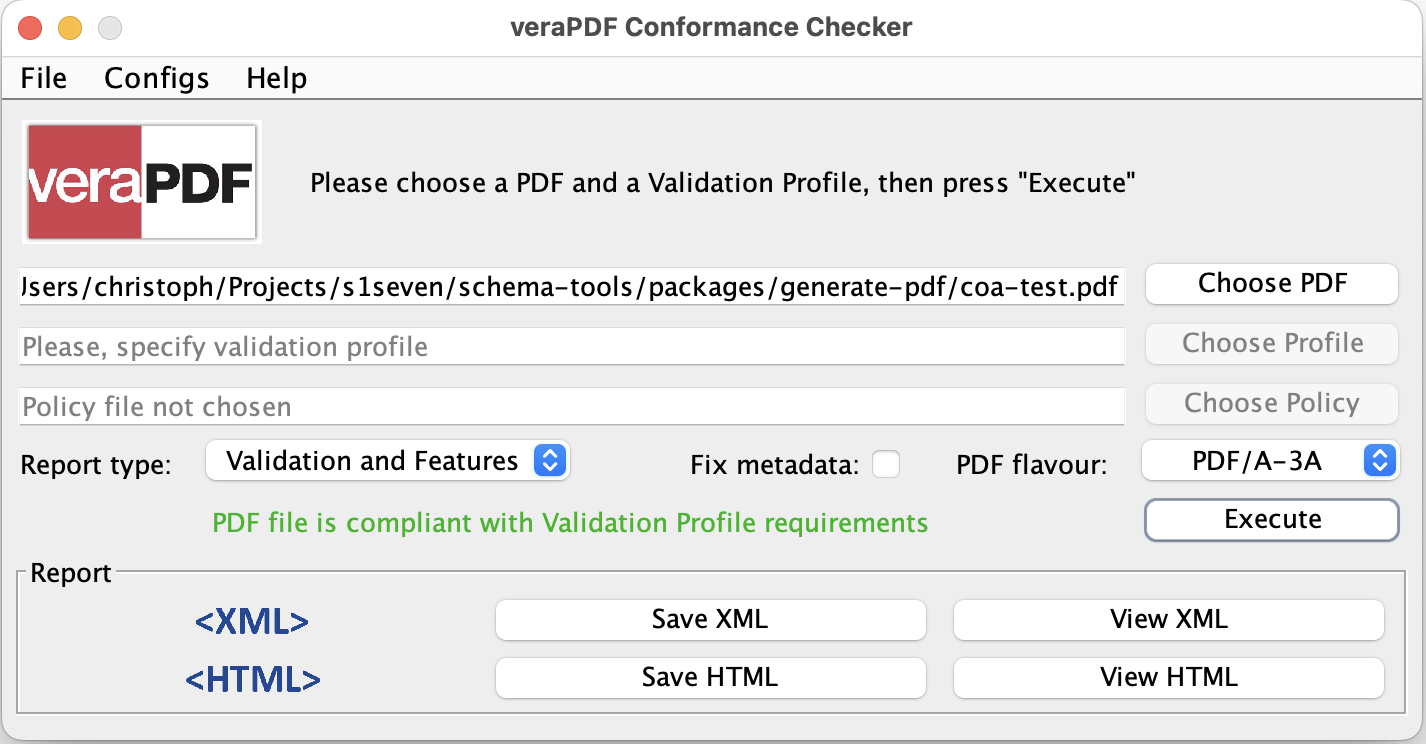 veraPDF Conformance Checker
File Configs Help
veraPDF
Please choose a PDF and a Validation Profile, then press "Execute"
sers/christoph/Projects/s1seven/schema-tools/packages/generate-pdf/coa-test.pdf Choose PDF
Please, specify validation profile Choose Profile
Policy file not chosen Choose Policy
Report type: Validation and Features Fix metadata: PDF flavour: PDF/A-3A
PDF file is compliant with Validation Profile requirements Execute
Report
<XML> Save XML View XML
<HTML> Save HTML View HTML